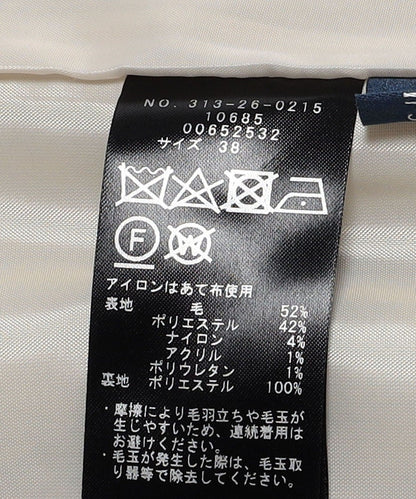 NO. 313-26-0215
10685
00652532
サイズ 38
F
W
アイロンはあて布使用
表地 毛 52%
ポリエステル 42%
ナイロン 4%
アクリル 1%
ポリウレタン 1%
裏地 ポリエステル 100%
・摩擦により毛羽立ちや毛玉が
生じやすいため、連続着用は
お避けください。
・毛玉が発生した際は、毛玉取
り器等で除去してください。